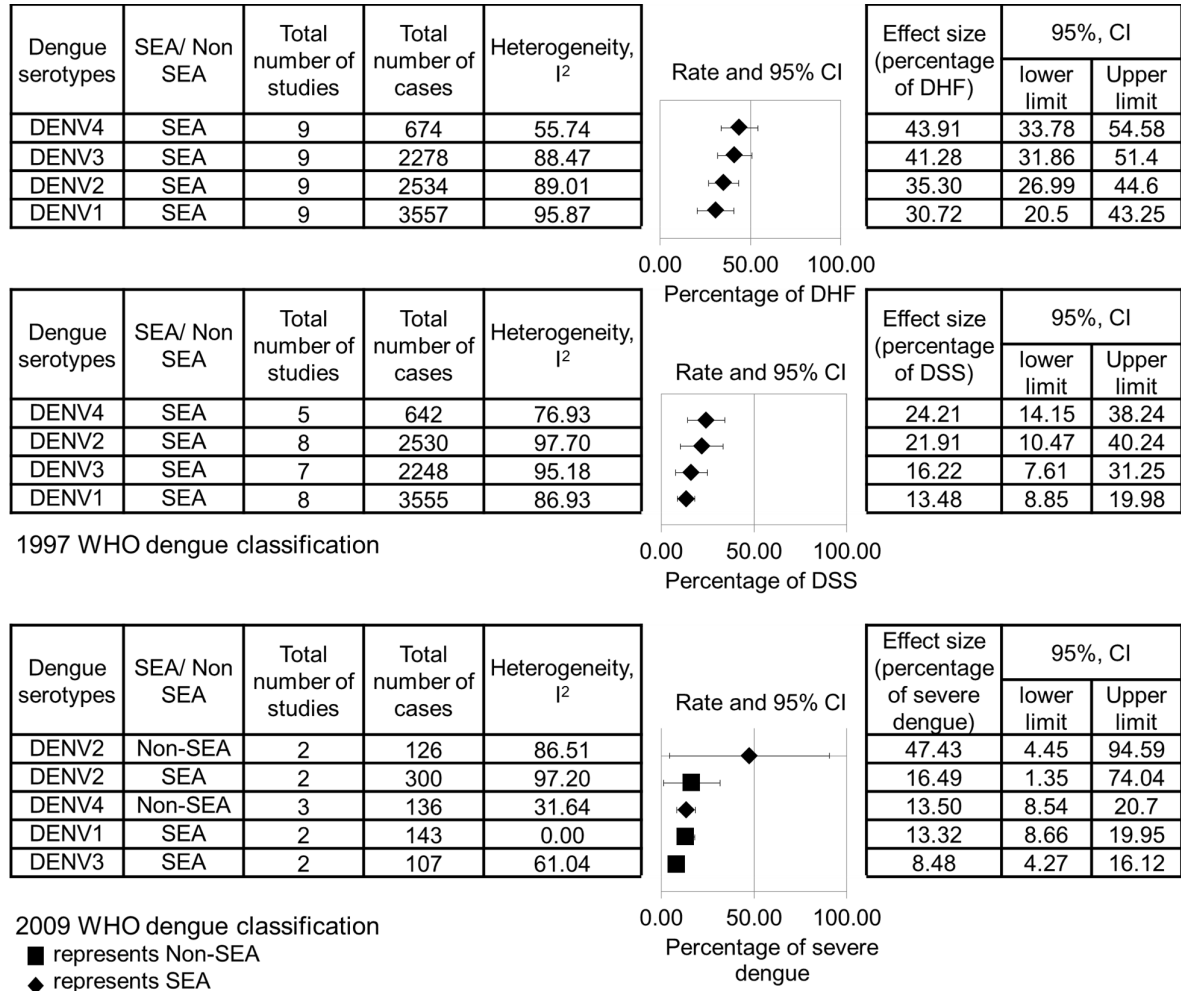 Dengue serotypes | SEA/ Non SEA | Total number of studies | Total number of cases | Heterogeneity, I² | Rate and 95% CI | Effect size (percentage of DHF) | 95%, CI lower limit | Upper limit
DENV4 | SEA | 9 | 674 | 55.74 | 43.91 | 33.78 | 54.58
DENV3 | SEA | 9 | 2278 | 88.47 | 41.28 | 31.86 | 51.4
DENV2 | SEA | 9 | 2534 | 89.01 | 35.30 | 26.99 | 44.6
DENV1 | SEA | 9 | 3557 | 95.87 | 30.72 | 20.5 | 43.25
0.00 50.00 100.00
Percentage of DHF
Dengue serotypes | SEA/ Non SEA | Total number of studies | Total number of cases | Heterogeneity, I² | Rate and 95% CI | Effect size (percentage of DSS) | 95%, CI lower limit | Upper limit
DENV4 | SEA | 5 | 642 | 76.93 | 24.21 | 14.15 | 38.24
DENV2 | SEA | 8 | 2530 | 97.70 | 21.91 | 10.47 | 40.24
DENV3 | SEA | 7 | 2248 | 95.18 | 16.22 | 7.61 | 31.25
DENV1 | SEA | 8 | 3555 | 86.93 | 13.48 | 8.85 | 19.98
1997 WHO dengue classification
0.00 50.00 100.00
Percentage of DSS
Dengue serotypes | SEA/ Non SEA | Total number of studies | Total number of cases | Heterogeneity, I² | Rate and 95% CI | Effect size (percentage of severe dengue) | 95%, CI lower limit | Upper limit
DENV2 | Non-SEA | 2 | 126 | 86.51 | 47.43 | 4.45 | 94.59
DENV2 | SEA | 2 | 300 | 97.20 | 16.49 | 1.35 | 74.04
DENV4 | Non-SEA | 3 | 136 | 31.64 | 13.50 | 8.54 | 20.7
DENV1 | SEA | 2 | 143 | 0.00 | 13.32 | 8.66 | 19.95
DENV3 | SEA | 2 | 107 | 61.04 | 8.48 | 4.27 | 16.12
0.00 50.00 100.00
Percentage of severe
dengue
2009 WHO dengue classification
represents Non-SEA
represents SEA